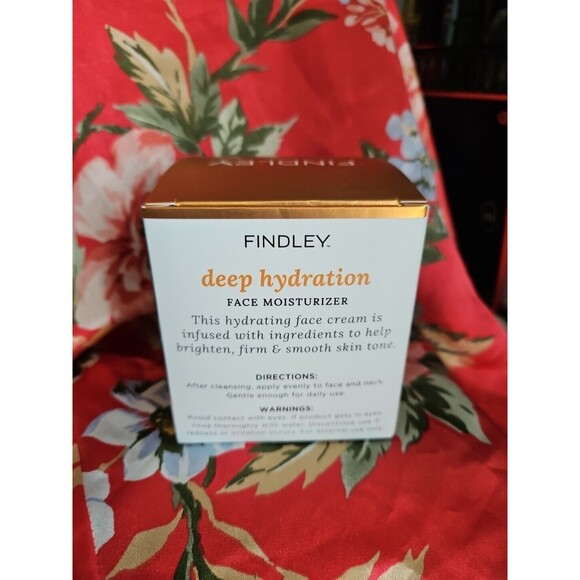 FINDLEY
FINDLEY™
deep hydration
FACE MOISTURIZER
This hydrating face cream is
infused with ingredients to help
brighten, firm & smooth skin tone.
DIRECTIONS:
After cleansing, apply evenly to face and neck.
Gentle enough for daily use.
WARNINGS:
Avoid contact with eyes. If product gets in eyes,
rinse thoroughly with water. Discontinue use if
redness or irritation occurs. For external use only.